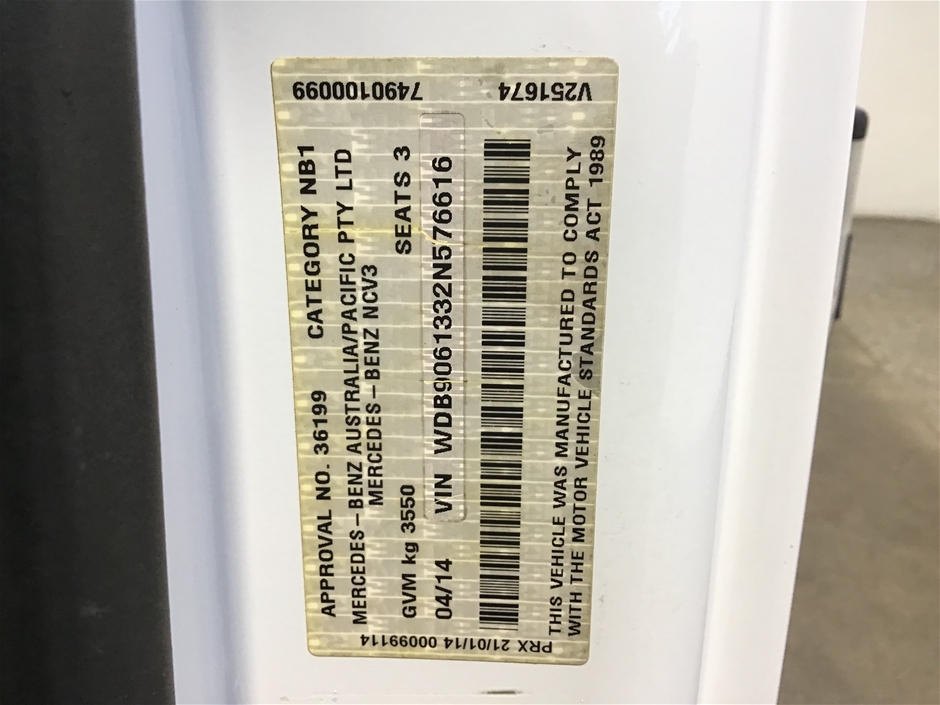 APPROVAL NO. 36199 CATEGORY NB1
MERCEDES-BENZ AUSTRALIA/PACIFIC PTY LTD
MERCEDES-BENZ NCV3
GVM kg 3550 SEATS 3
04/14 VIN WDB9061332N576616
THIS VEHICLE WAS MANUFACTURED TO COMPLY
WITH THE MOTOR VEHICLE STANDARDS ACT 1989
7490100099
V251674
PRX 21/01/14 00099114